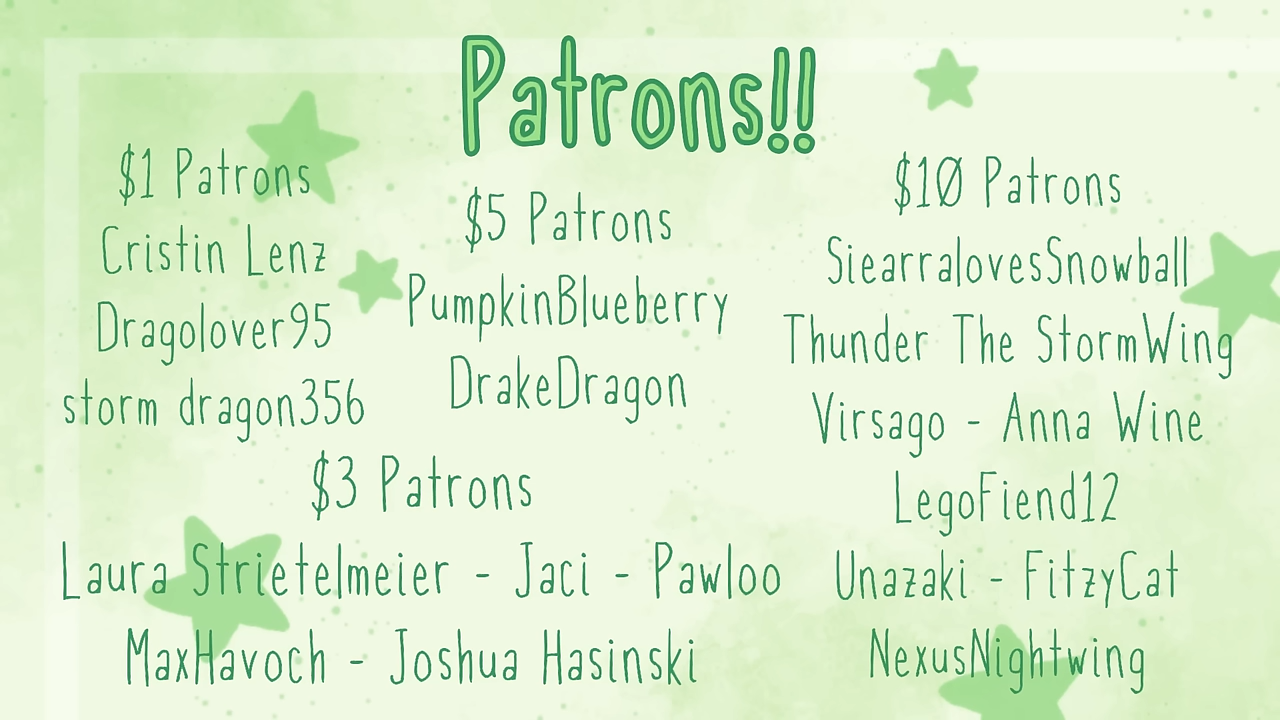 Patrons!!
$1 Patrons
Cristin Lenz
Dragolover95
storm dragon356
$5 Patrons
PumpkinBlueberry
DrakeDragon
$3 Patrons
Laura Strietelmeier - Jaci - Pawloo
MaxHavoch - Joshua Hasinski
$10 Patrons
SiearralovesSnowball
Thunder The StormWing
Virsago - Anna Wine
LegoFiend12
Unazaki - FitzyCat
NexusNightwing